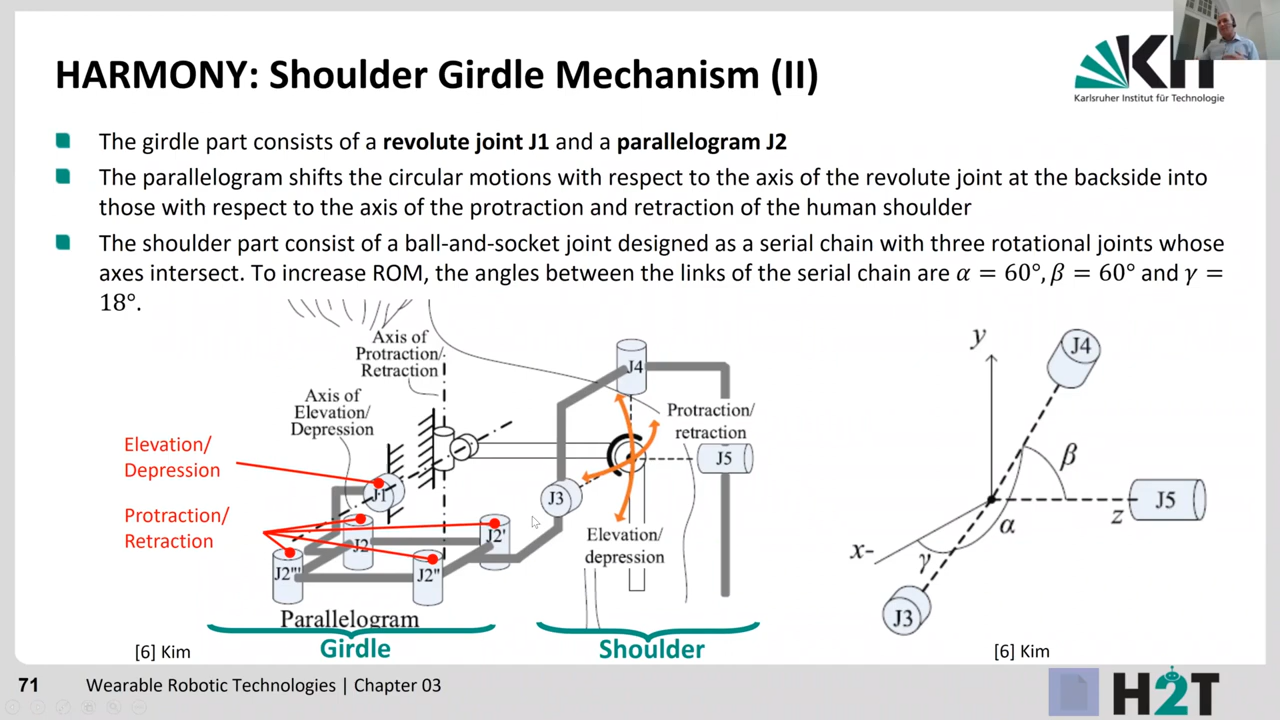 HARMONY: Shoulder Girdle Mechanism (II)
KIT
Karlsruher Institut für Technologie
The girdle part consists of a revolute joint J1 and a parallelogram J2
The parallelogram shifts the circular motions with respect to the axis of the revolute joint at the backside into
those with respect to the axis of the protraction and retraction of the human shoulder
The shoulder part consist of a ball-and-socket joint designed as a serial chain with three rotational joints whose
axes intersect. To increase ROM, the angles between the links of the serial chain are α = 60°, β = 60° and γ =
18°.
Axis of
Protraction/
Retraction
Axis of
Elevation/
Depression
Elevation/
Depression
Protraction/
Retraction
J1
J2
J2'
J2"
J2'"
Parallelogram
Girdle
J3
J4
J5
Protraction/
retraction
Elevation/
depression
Shoulder
y
J4
β
J5
z
α
x-
γ
J3
[6] Kim
[6] Kim
71
Wearable Robotic Technologies | Chapter 03
H2T